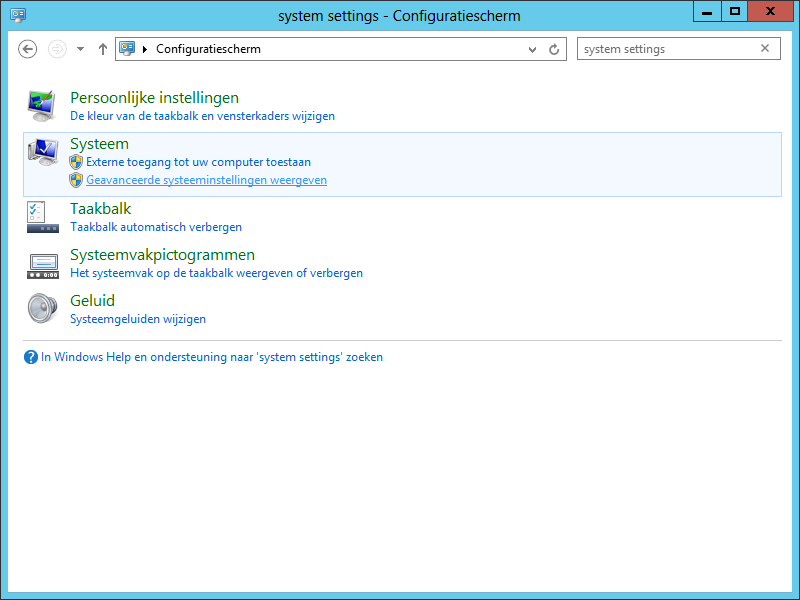 system settings - Configuratiescherm
Configuratiescherm
system settings
Persoonlijke instellingen
De kleur van de taakbalk en vensterkaders wijzigen
Systeem
Externe toegang tot uw computer toestaan
Geavanceerde systeeminstellingen weergeven
Taakbalk
Taakbalk automatisch verbergen
Systeemvakpictogrammen
Het systeemvak op de taakbalk weergeven of verbergen
Geluid
Systeemgeluiden wijzigen
In Windows Help en ondersteuning naar 'system settings' zoeken